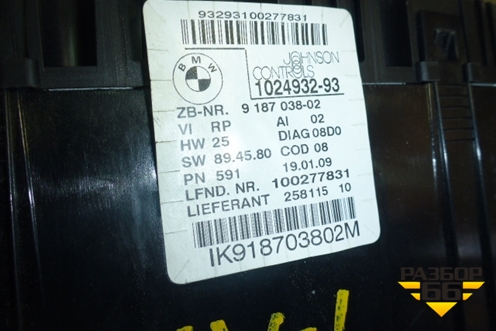 93293100277831
BMW
JOHNSON
CONTROLS
1024932-93
ZB-NR. 9 187 038-02
VI RP AI 02
HW 25 DIAG 08D0
SW 89.45.80 COD 08
PN 591 19.01.09
LFND. NR. 100277831
LIEFERANT 258115 10
IK918703802M
РАЗБОР
66